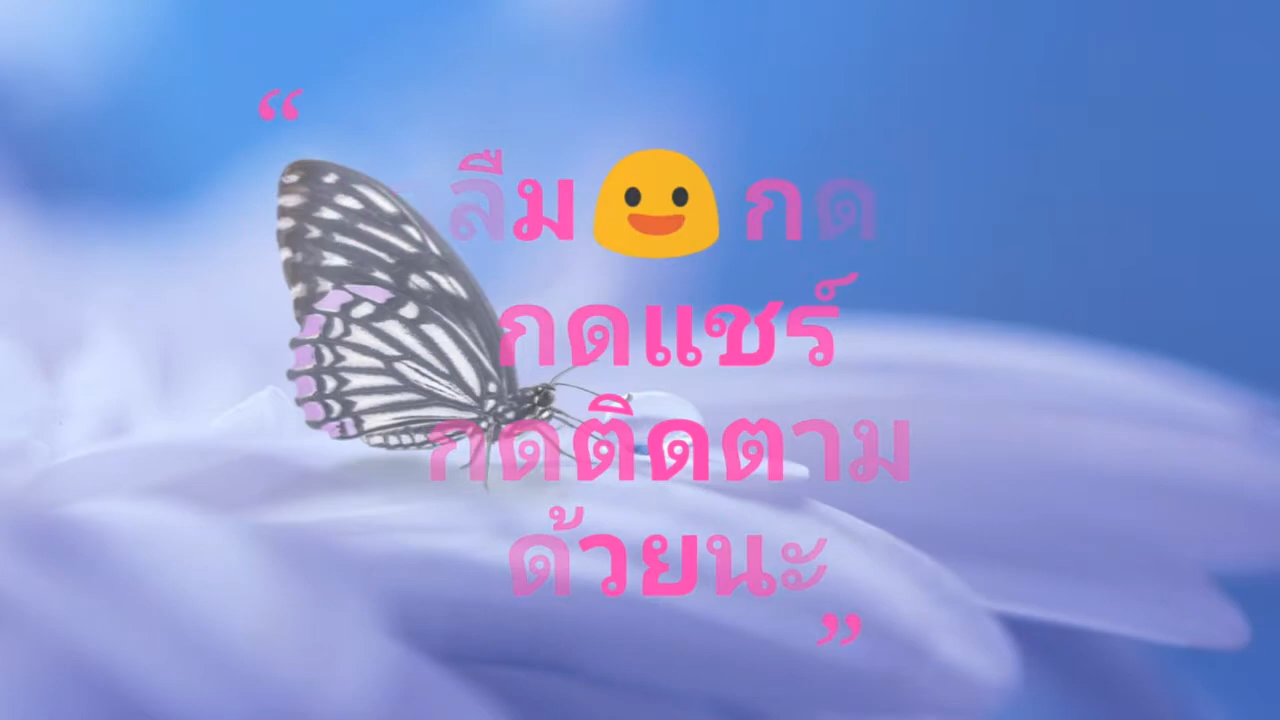 “
ลืม😃กด
กดแชร์
กดติดตาม
ด้วยนะ
”